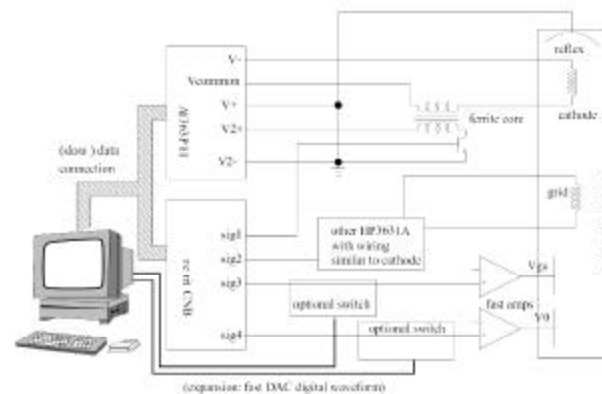 reflex
V-
Vcommon
V+
V2+
V2-
ferrite core
cathode
(slow) data
connection
grid
sig1
sig2
sig3
sig4
other HP3631A
with wiring
similar to cathode
Vgs
optional switch
fast amps
V0
optional switch
(expansion: fast DAC digital waveform)